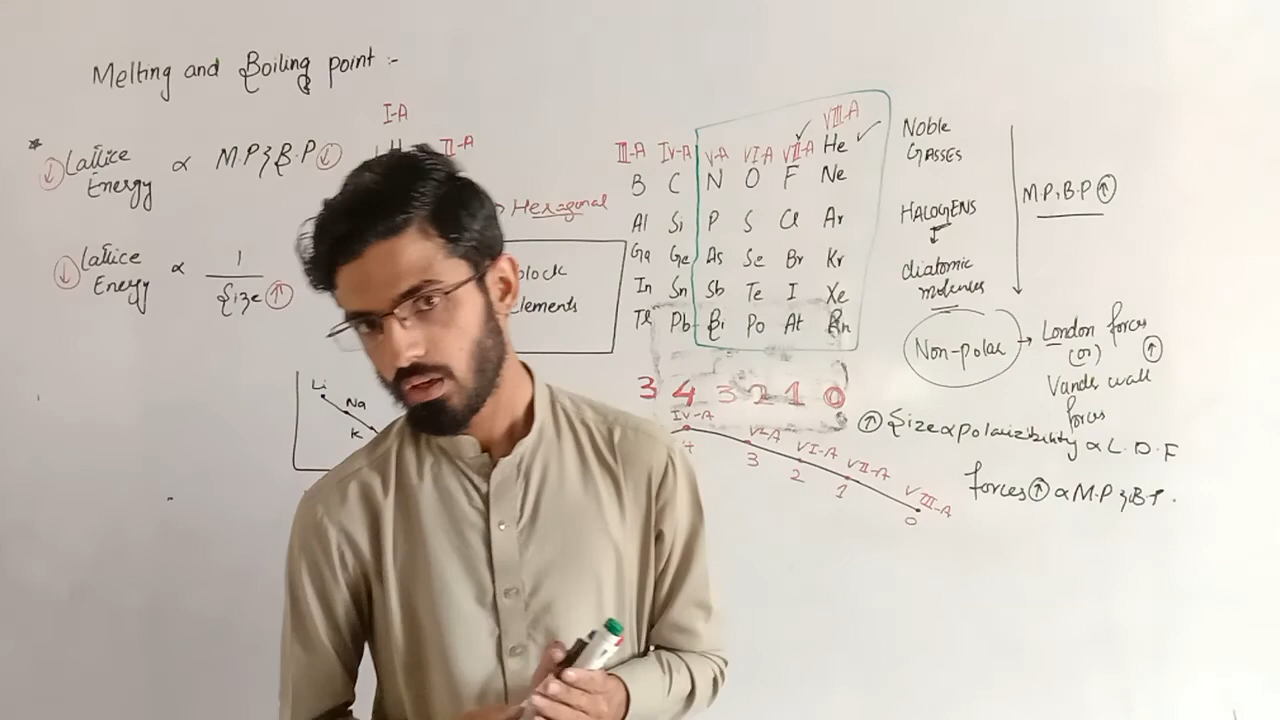 Melting and Boiling point :-
* ↓ Lattice Energy ∝ M.P & B.P ↓
↓ Lattice Energy ∝ 1 / Size ↑
I-A
II-A
→ Hexagonal
block
elements
Li
Na
K
III-A IV-A V-A VI-A VII-A VIII-A
He
B C N O F Ne
Al Si P S Cl Ar
Ga Ge As Se Br Kr
In Sn Sb Te I Xe
Tl Pb Bi Po At Rn
3 4 3 2 1 0
IV-A V-A VI-A VII-A VIII-A
4 3 2 1 0
Noble
GASSES
HALOGENS
diatomic
molecules
M.P, B.P ↑
Non-polar → London forces
(or) ↑
Vander wall
forces
↑ Size ∝ polarizibility ∝ L.D.F
forces ↑ ∝ M.P & B.P.